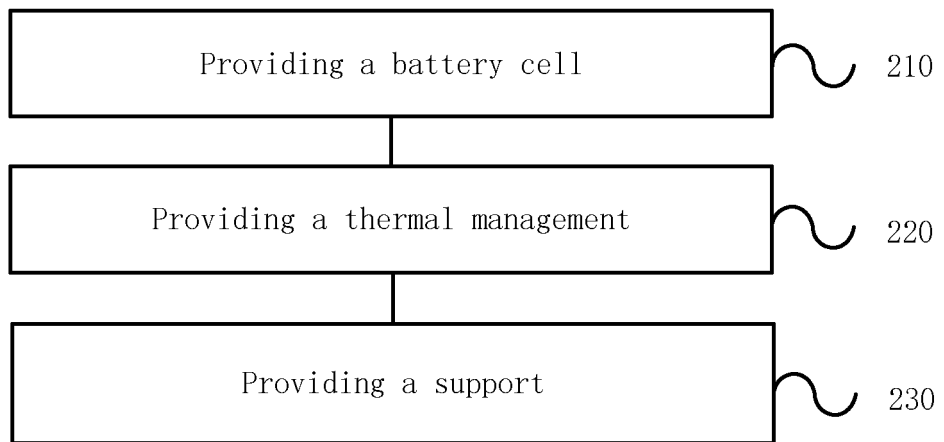 Providing a battery cell 210
Providing a thermal management 220
Providing a support 230